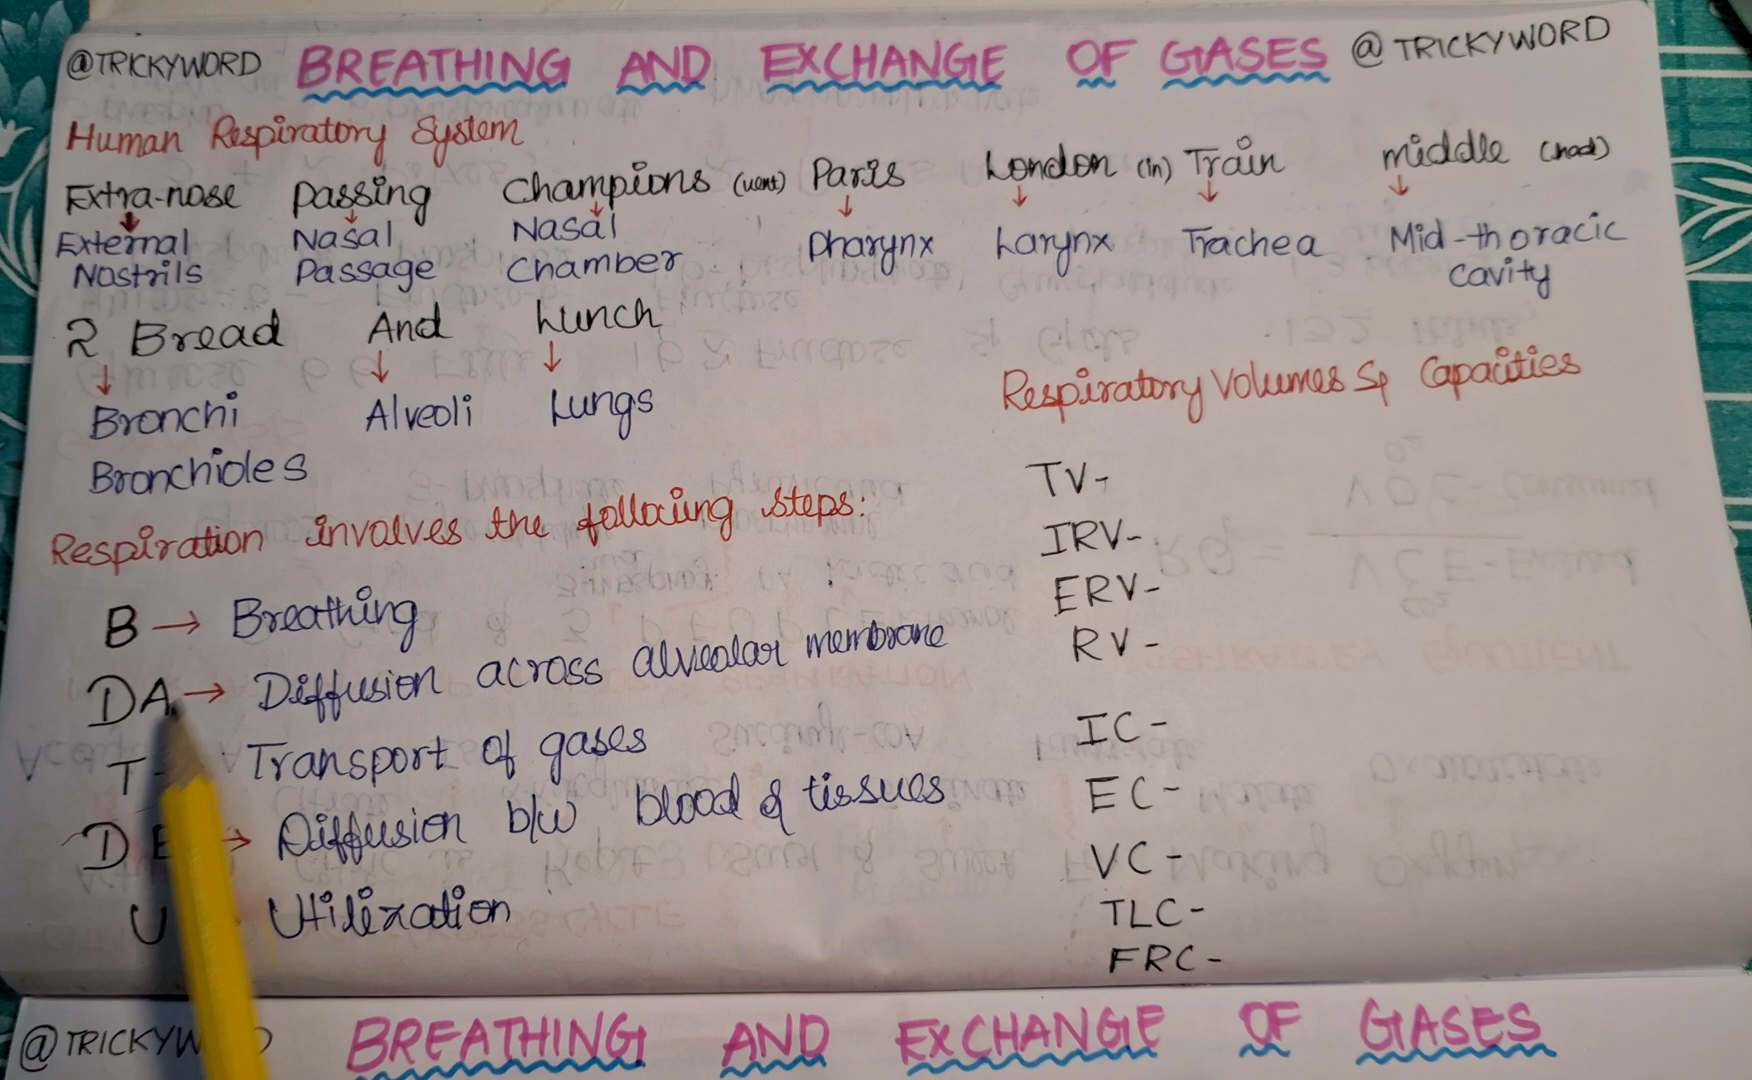 @TRICKYWORD BREATHING AND EXCHANGE OF GASES @TRICKYWORD
Human Respiratory System
Extra-nose Passing Champions (went) Paris London (in) Train middle (had)
External Nasal Nasal Pharynx Larynx Trachea Mid-thoracic
Nostrils Passage Chamber cavity
2 Bread And Lunch
Bronchi Alveoli Lungs
Bronchioles
Respiration involves the following steps:
B → Breathing
DA → Diffusion across alveolar membrane
T Transport of gases
D → Diffusion b/w blood & tissues
U Utilization
Respiratory Volumes & Capacities
TV-
IRV-
ERV-
RV-
IC-
EC-
VC-
TLC-
FRC-
@TRICKYW BREATHING AND EXCHANGE OF GASES